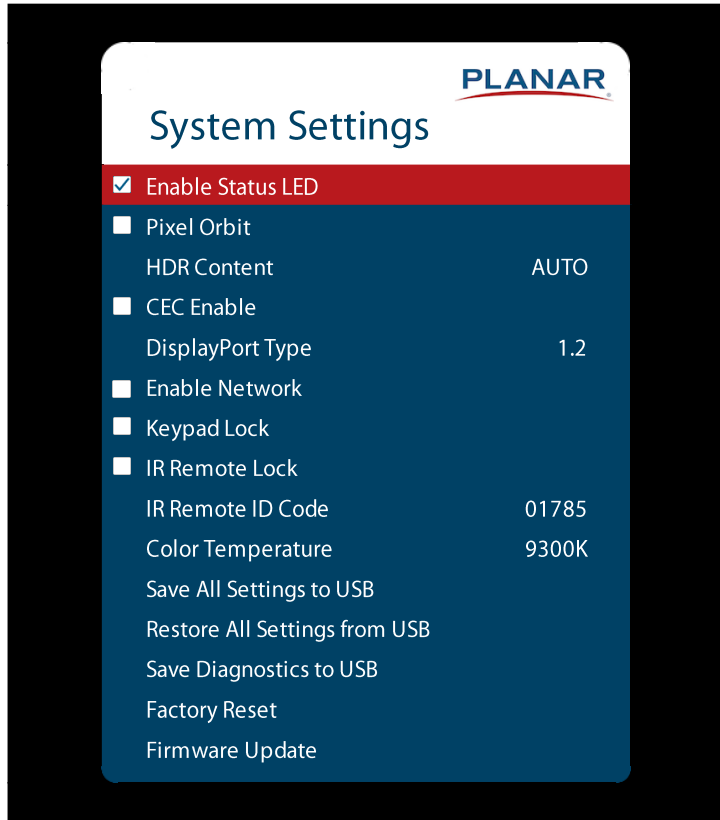 PLANAR
System Settings
Enable Status LED
Pixel Orbit
HDR Content AUTO
CEC Enable
DisplayPort Type 1.2
Enable Network
Keypad Lock
IR Remote Lock
IR Remote ID Code 01785
Color Temperature 9300K
Save All Settings to USB
Restore All Settings from USB
Save Diagnostics to USB
Factory Reset
Firmware Update